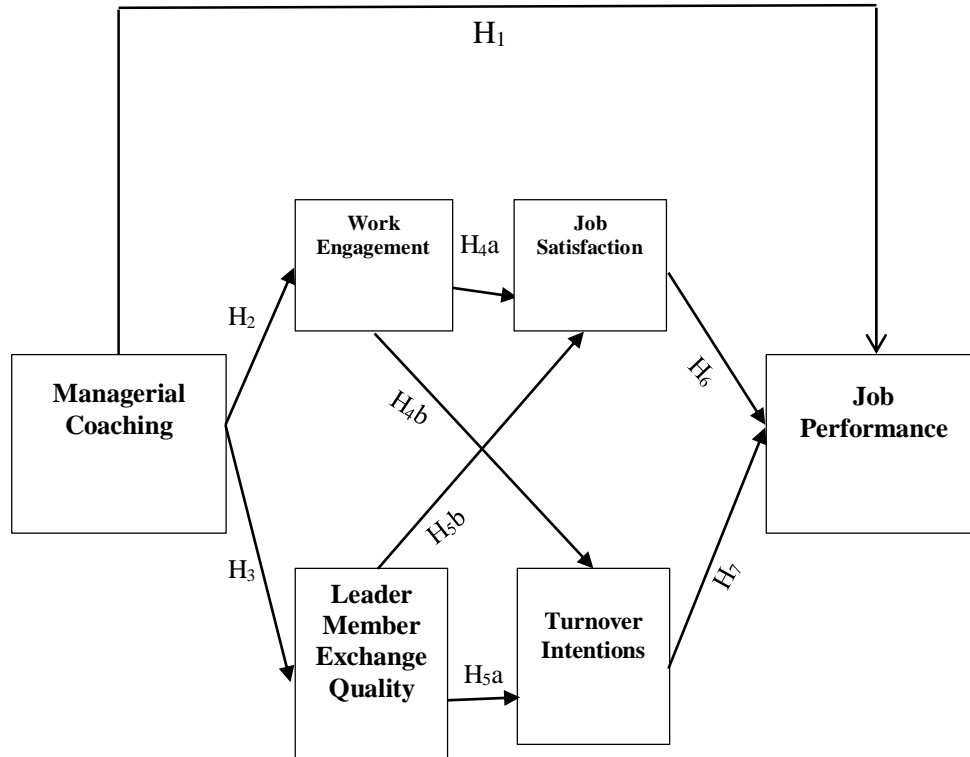 H₁
Work
Engagement
H₄a
Job
Satisfaction
H₂
Managerial
Coaching
H₄b
H₆
Job
Performance
H₅b
H₃
Leader
Member
Exchange
Quality
H₅a
Turnover
Intentions
H₇